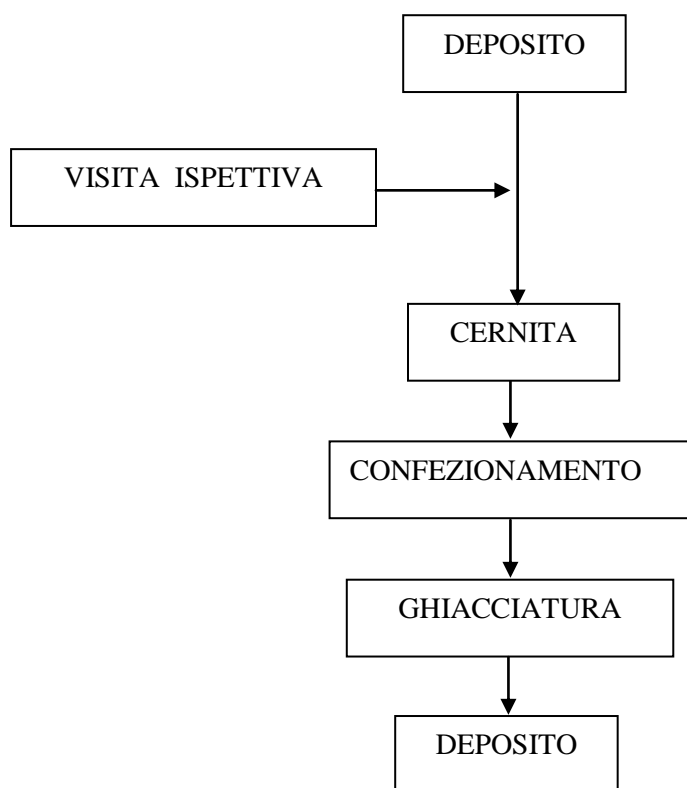 DEPOSITO
VISITA ISPETTIVA
CERNITA
CONFEZIONAMENTO
GHIACCIATURA
DEPOSITO